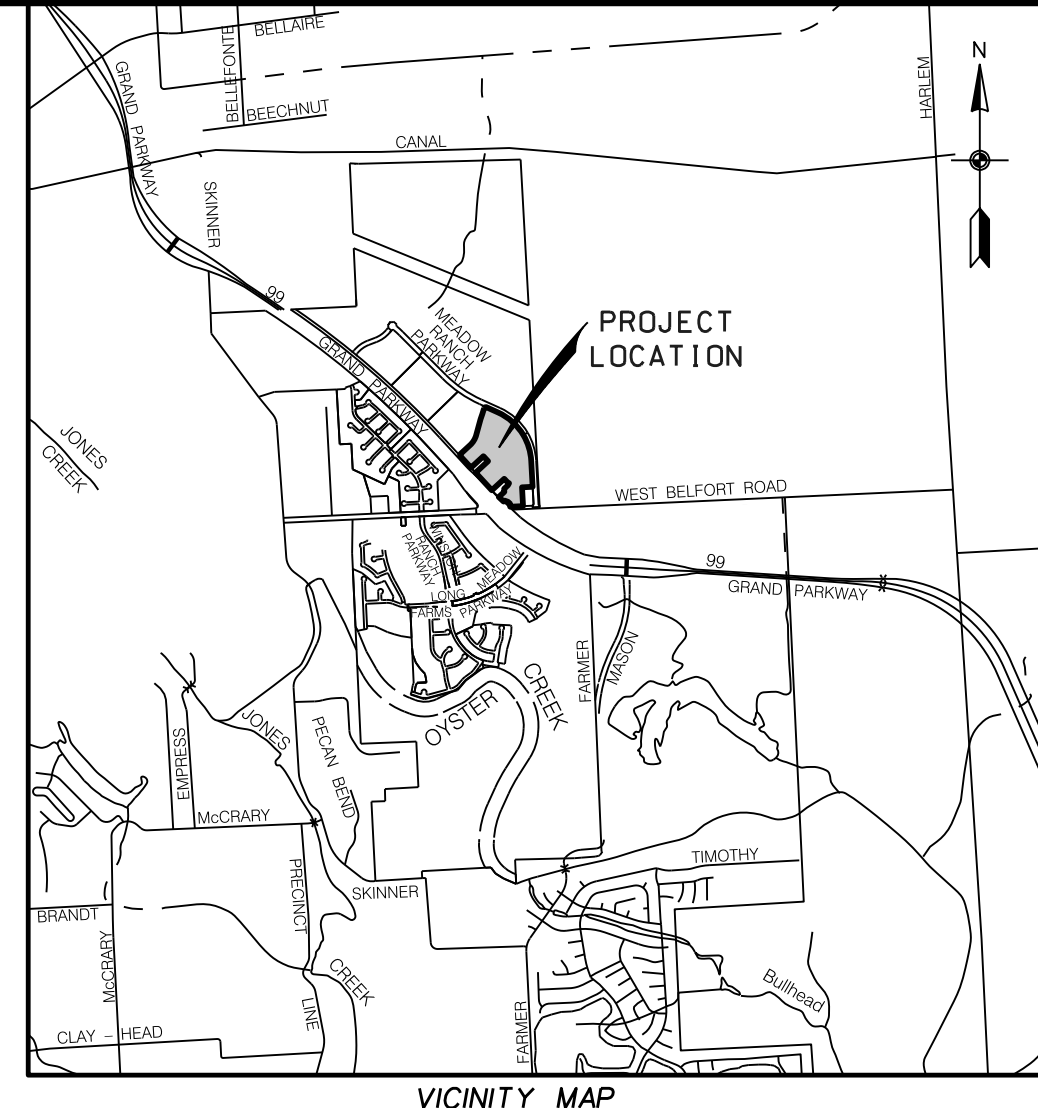 BELLAIRE
BELLEFONTE
BEECHNUT
GRAND PARKWAY
HARLEM
N
CANAL
SKINNER
99
MEADOW
RANCH
PARKWAY
GRAND PARKWAY
PROJECT
LOCATION
JONES
CREEK
WEST BELFORT ROAD
RANCH
PARKWAY
99
GRAND PARKWAY
LONG MEADOW
FARMS PARKWAY
FARMER
MASON
OYSTER
CREEK
JONES
PECAN BEND
EMPRESS
McCRARY
PRECINCT
LINE
SKINNER
TIMOTHY
BRANDT
McCRARY
CREEK
Bullhead
CLAY - HEAD
FARMER
VICINITY MAP